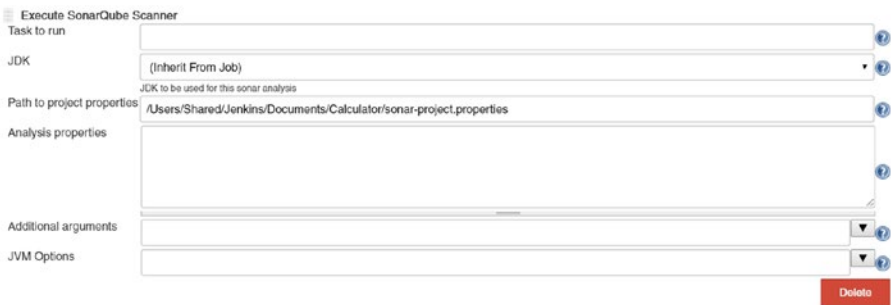 Execute SonarQube Scanner
Task to run
JDK
(Inherit From Job)
JDK to be used for this sonar analysis
Path to project properties
/Users/Shared/Jenkins/Documents/Calculator/sonar-project.properties
Analysis properties
Additional arguments
JVM Options
Delete